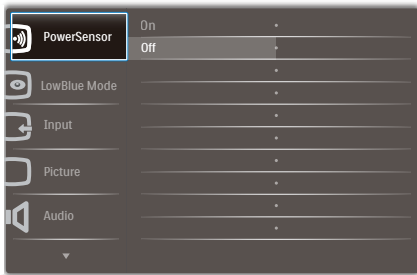 PowerSensor
On
Off
LowBlue Mode
Input
Picture
Audio